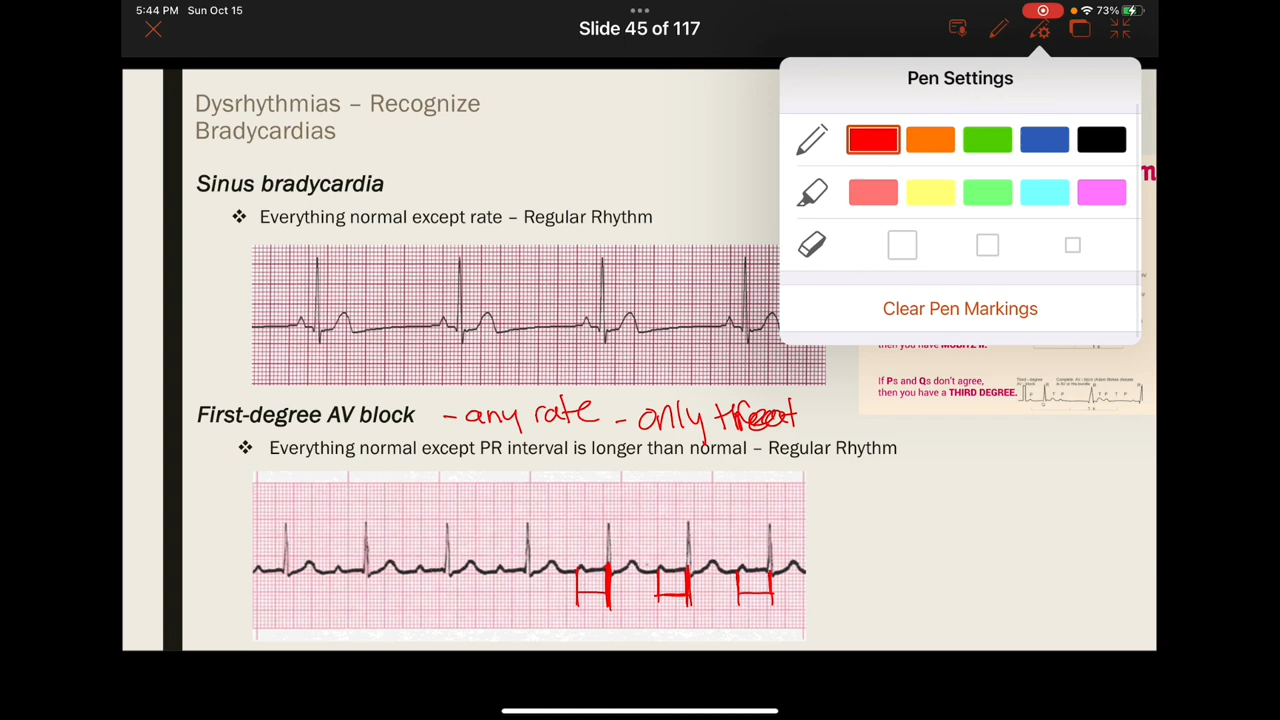 5:44 PM Sun Oct 15
73%
Slide 45 of 117
Pen Settings
Clear Pen Markings
Dysrhythmias – Recognize
Bradycardias
Sinus bradycardia
❖ Everything normal except rate – Regular Rhythm
First-degree AV block - any rate - only
❖ Everything normal except PR interval is longer than normal – Regular Rhythm
then you have MOBITZ II.
If Ps and Qs don't agree,
then you have a THIRD DEGREE.